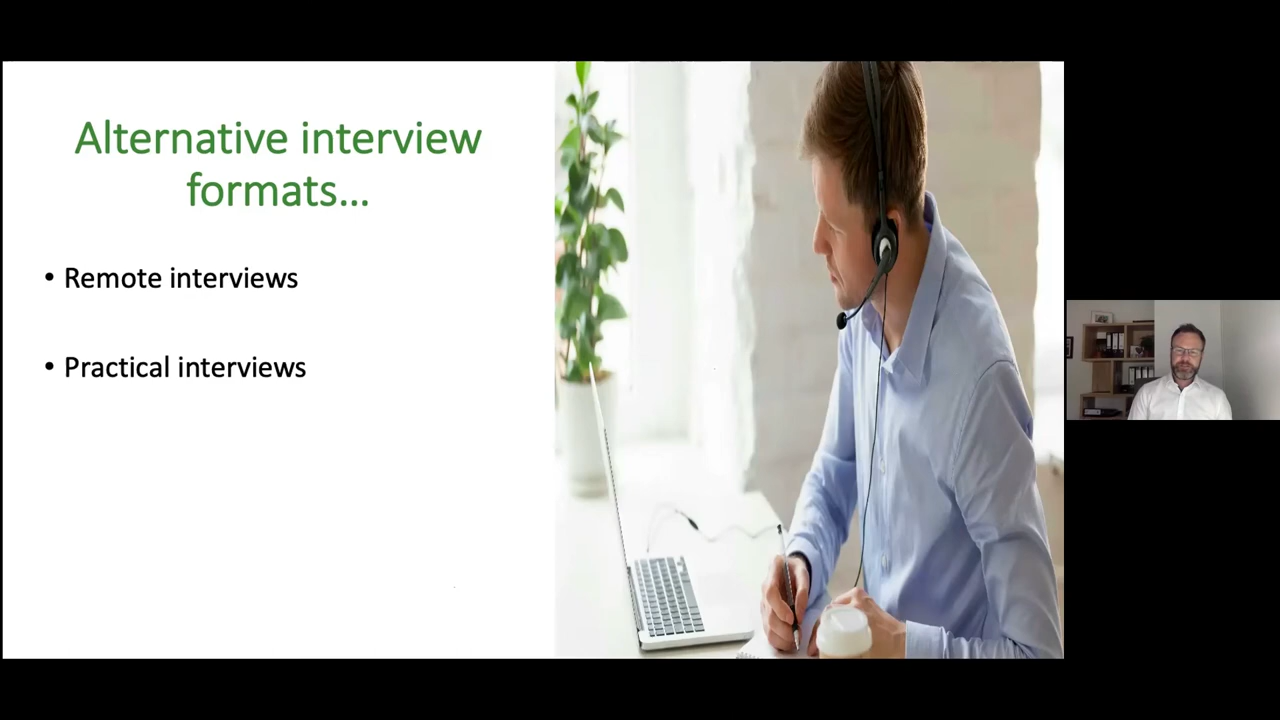 Alternative interview
formats...
• Remote interviews
• Practical interviews